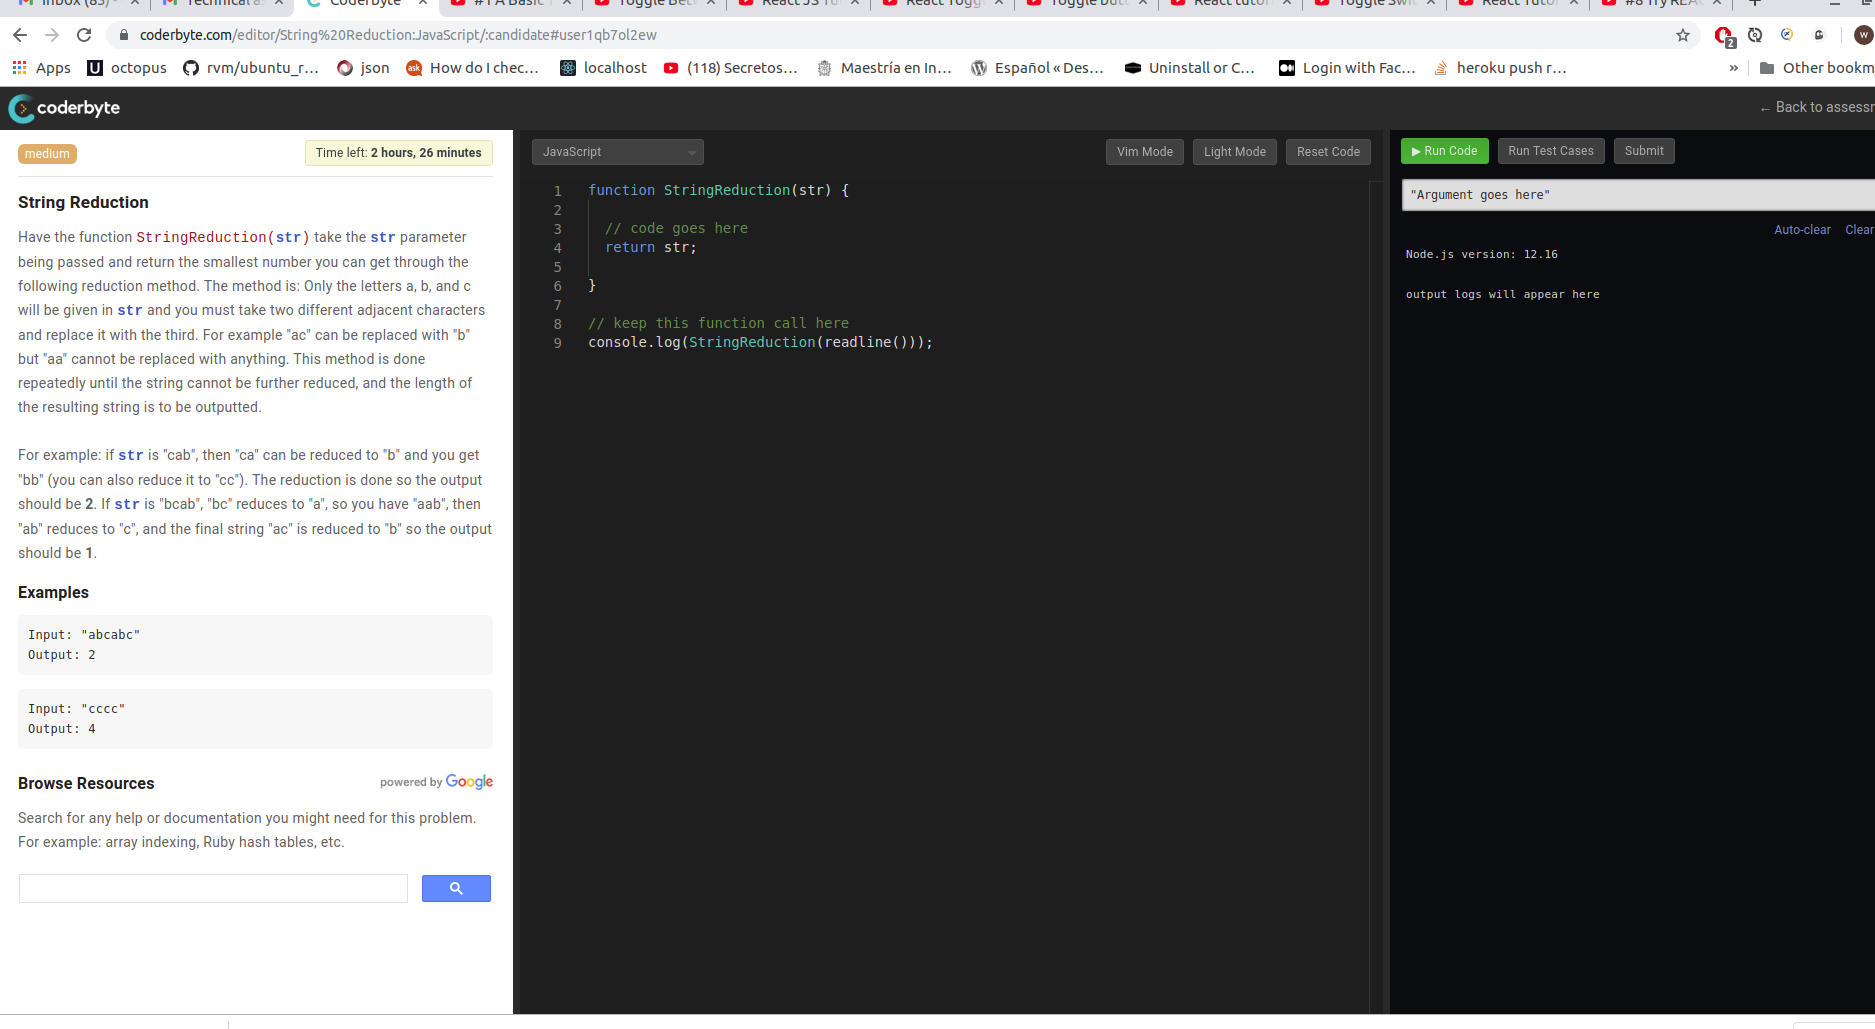 Inbox (83) Technical a Coderbyte #1 A Basic Toggle Bet React JS Tu React Toggl Toggle butt React tutor Toggle Swit React Tutor #8 Try REA
coderbyte.com/editor/String%20Reduction:JavaScript/:candidate#user1qb7ol2ew 2 W
Apps octopus rvm/ubuntu_r... json ask How do I chec... localhost (118) Secretos... Maestría en In... Español « Des... Uninstall or C... Login with Fac... heroku push r... » Other bookm
coderbyte ← Back to assessm
medium Time left: 2 hours, 26 minutes
String Reduction
Have the function StringReduction(str) take the str parameter
being passed and return the smallest number you can get through the
following reduction method. The method is: Only the letters a, b, and c
will be given in str and you must take two different adjacent characters
and replace it with the third. For example "ac" can be replaced with "b"
but "aa" cannot be replaced with anything. This method is done
repeatedly until the string cannot be further reduced, and the length of
the resulting string is to be outputted.
For example: if str is "cab", then "ca" can be reduced to "b" and you get
"bb" (you can also reduce it to "cc"). The reduction is done so the output
should be 2. If str is "bcab", "bc" reduces to "a", so you have "aab", then
"ab" reduces to "c", and the final string "ac" is reduced to "b" so the output
should be 1.
Examples
Input: "abcabc"
Output: 2
Input: "cccc"
Output: 4
Browse Resources powered by Google
Search for any help or documentation you might need for this problem.
For example: array indexing, Ruby hash tables, etc.
JavaScript Vim Mode Light Mode Reset Code
1 function StringReduction(str) {
2
3 // code goes here
4 return str;
5
6 }
7
8 // keep this function call here
9 console.log(StringReduction(readline()));
Run Code Run Test Cases Submit
"Argument goes here"
Auto-clear Clear
Node.js version: 12.16
output logs will appear here